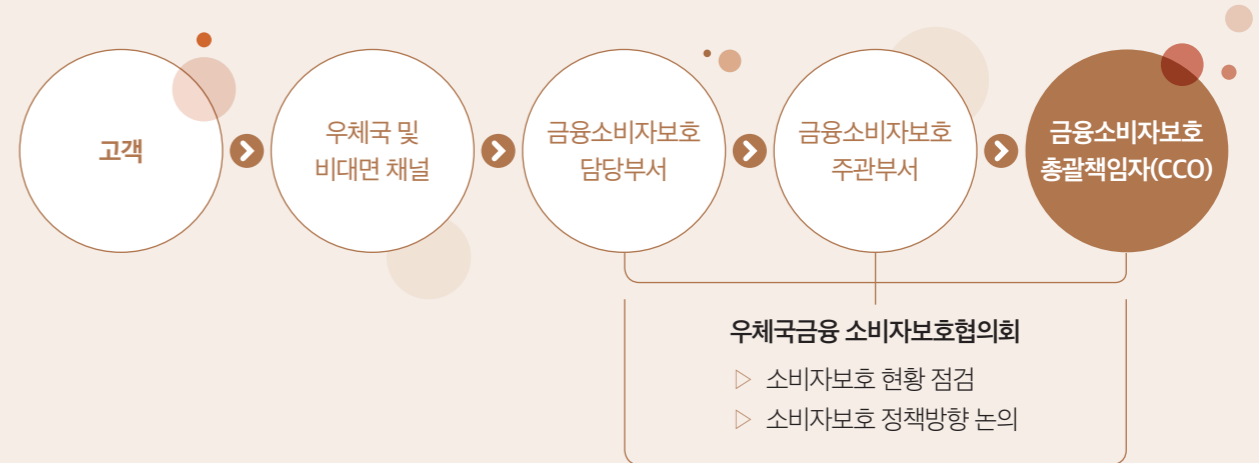 고객
우체국 및
비대면 채널
금융소비자보호
담당부서
금융소비자보호
주관부서
금융소비자보호
총괄책임자(CCO)
우체국금융 소비자보호협의회
▷ 소비자보호 현황 점검
▷ 소비자보호 정책방향 논의